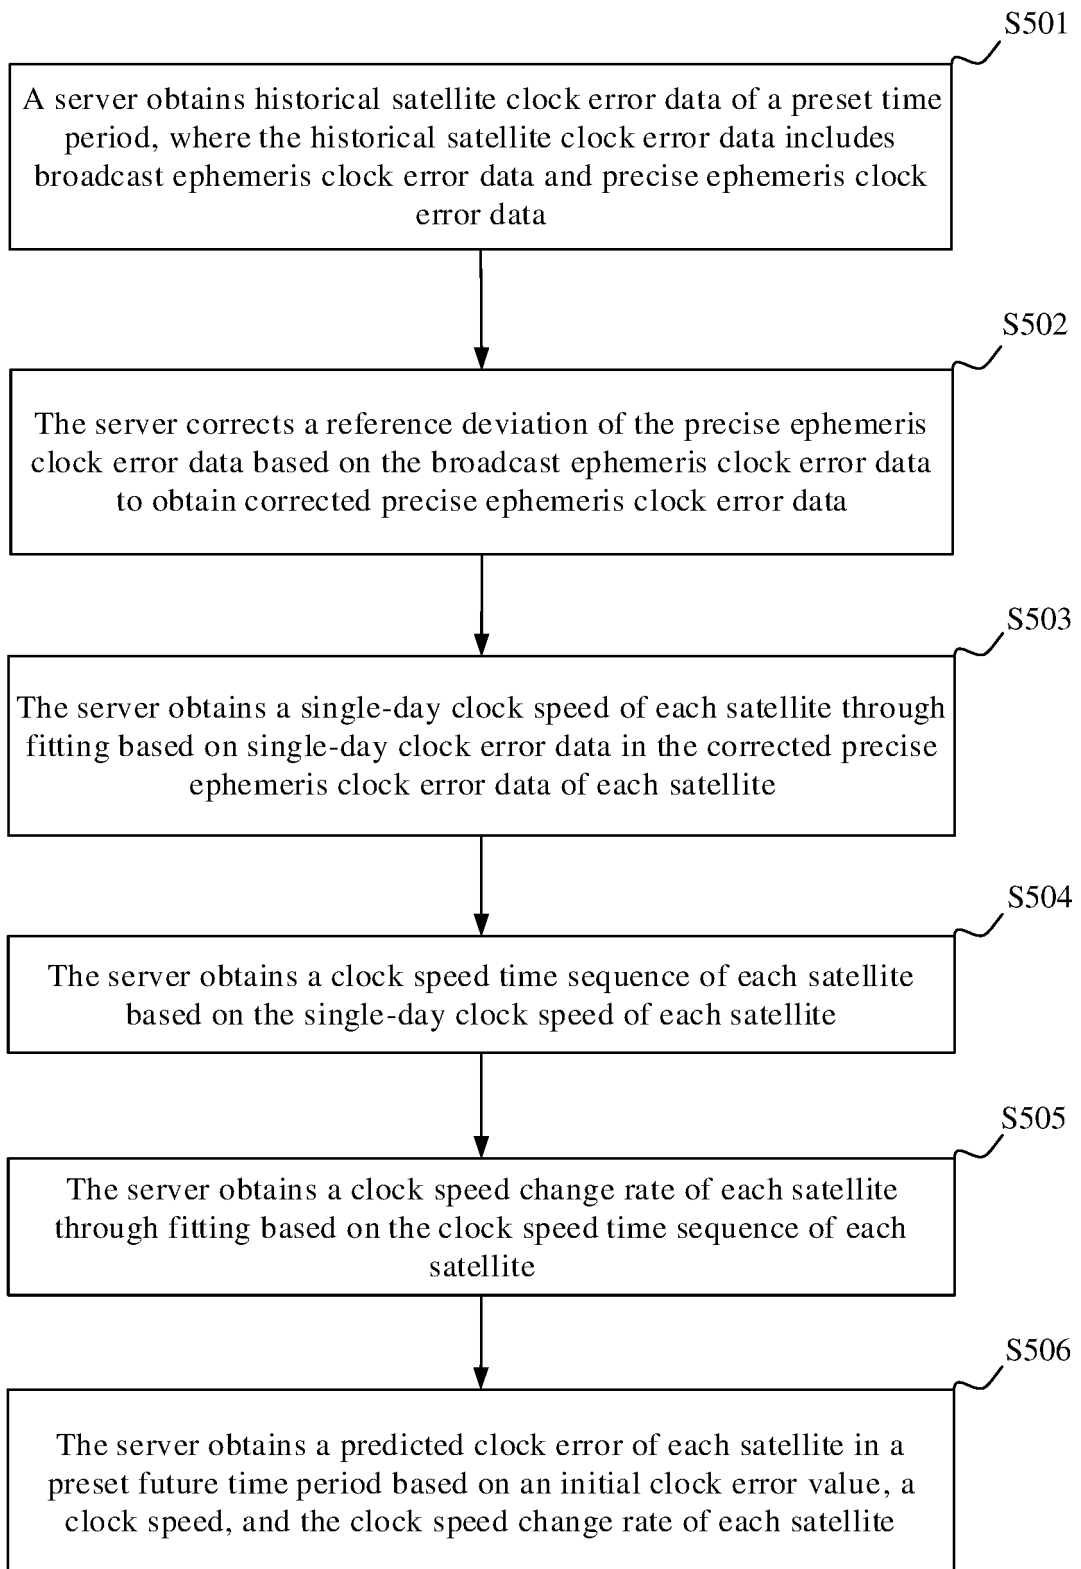 S501
A server obtains historical satellite clock error data of a preset time
period, where the historical satellite clock error data includes
broadcast ephemeris clock error data and precise ephemeris clock
error data
S502
The server corrects a reference deviation of the precise ephemeris
clock error data based on the broadcast ephemeris clock error data
to obtain corrected precise ephemeris clock error data
S503
The server obtains a single-day clock speed of each satellite through
fitting based on single-day clock error data in the corrected precise
ephemeris clock error data of each satellite
S504
The server obtains a clock speed time sequence of each satellite
based on the single-day clock speed of each satellite
S505
The server obtains a clock speed change rate of each satellite
through fitting based on the clock speed time sequence of each
satellite
S506
The server obtains a predicted clock error of each satellite in a
preset future time period based on an initial clock error value, a
clock speed, and the clock speed change rate of each satellite